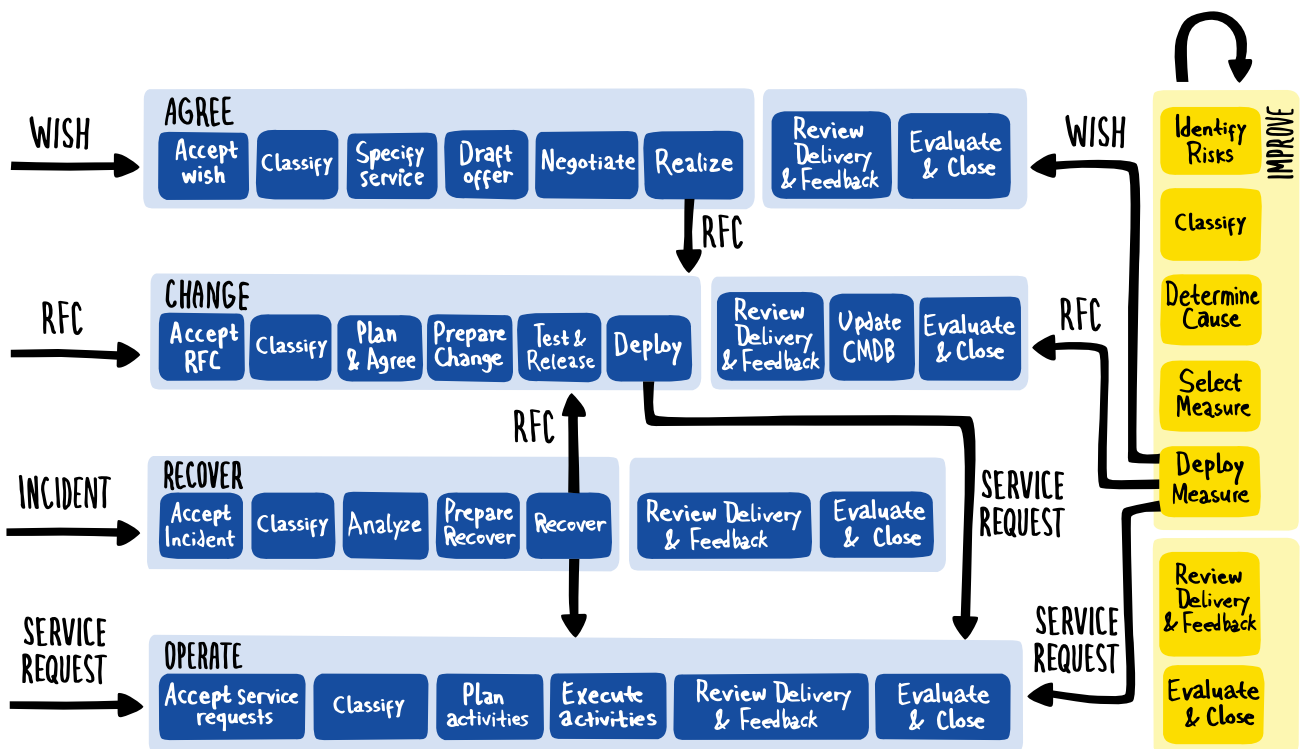 WISH
AGREE
Accept
wish
Classify
Specify
service
Draft
offer
Negotiate
Realize
Review
Delivery
& Feedback
Evaluate
& Close
WISH
RFC
RFC
CHANGE
Accept
RFC
Classify
Plan
& Agree
Prepare
Change
Test &
Release
Deploy
Review
Delivery
& Feedback
Update
CMDB
Evaluate
& Close
RFC
RFC
INCIDENT
RECOVER
Accept
Incident
Classify
Analyze
Prepare
Recover
Recover
Review Delivery
& Feedback
Evaluate
& Close
SERVICE
REQUEST
SERVICE
REQUEST
OPERATE
Accept service
requests
Classify
Plan
activities
Execute
activities
Review Delivery
& Feedback
Evaluate
& Close
SERVICE
REQUEST
IMPROVE
Identify
Risks
Classify
Determine
Cause
Select
Measure
Deploy
Measure
Review
Delivery
& Feedback
Evaluate
& Close